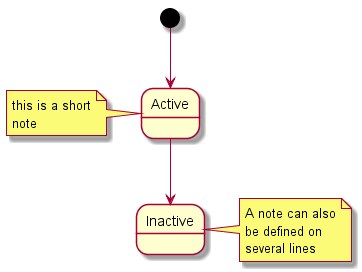 this is a short
note
Active
Inactive
A note can also
be defined on
several lines